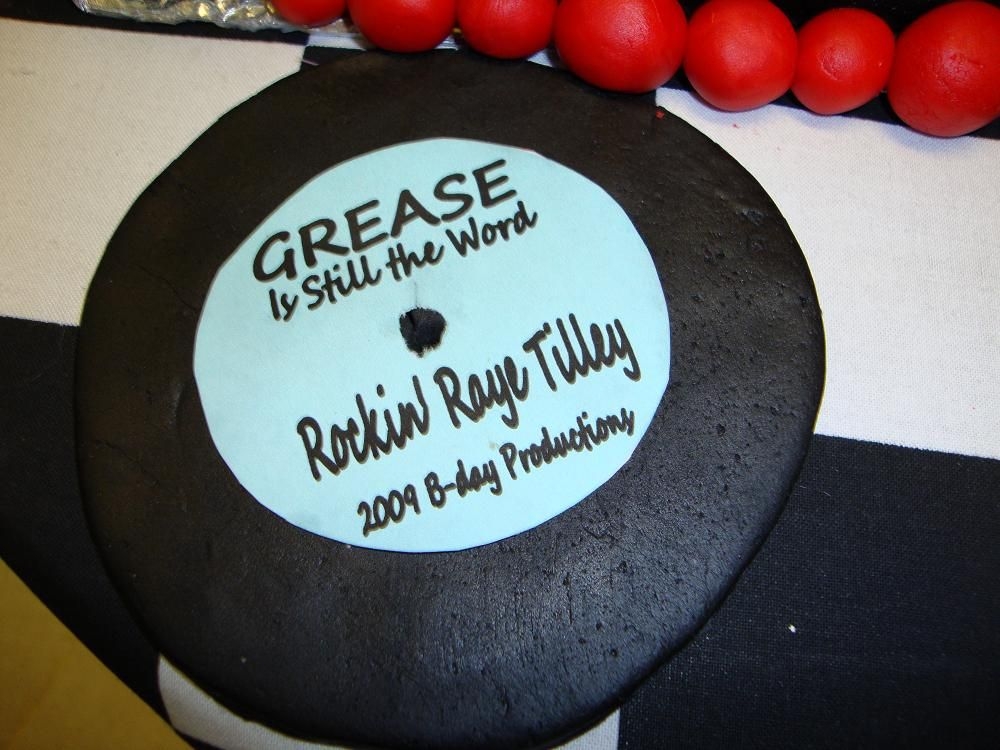 GREASE
Is Still the Word
Rockin' Raye Tilley
2009 B-day Productions